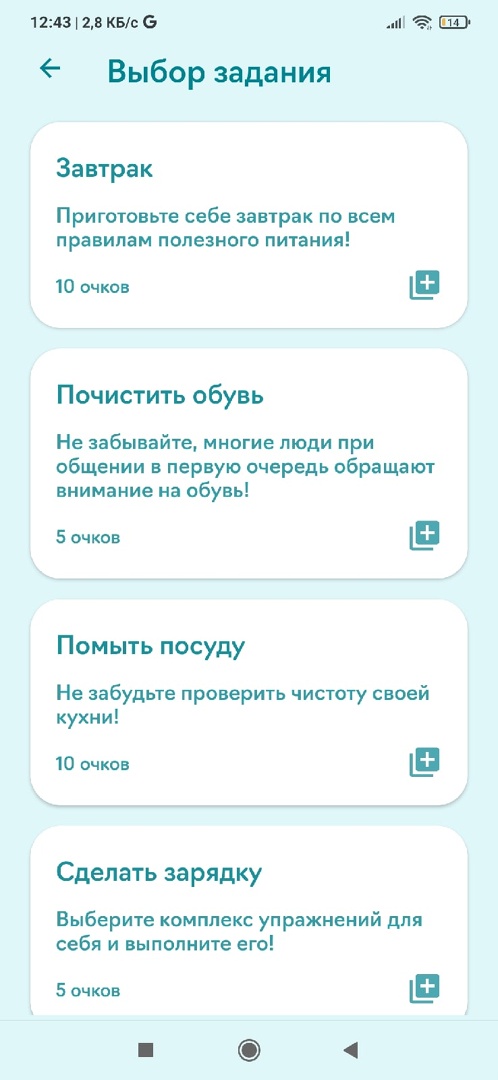 12:43 | 2,8 КБ/с G
14
Выбор задания
Завтрак
Приготовьте себе завтрак по всем
правилам полезного питания!
10 очков
Почистить обувь
Не забывайте, многие люди при
общении в первую очередь обращают
внимание на обувь!
5 очков
Помыть посуду
Не забудьте проверить чистоту своей
кухни!
10 очков
Сделать зарядку
Выберите комплекс упражнений для
себя и выполните его!
5 очков